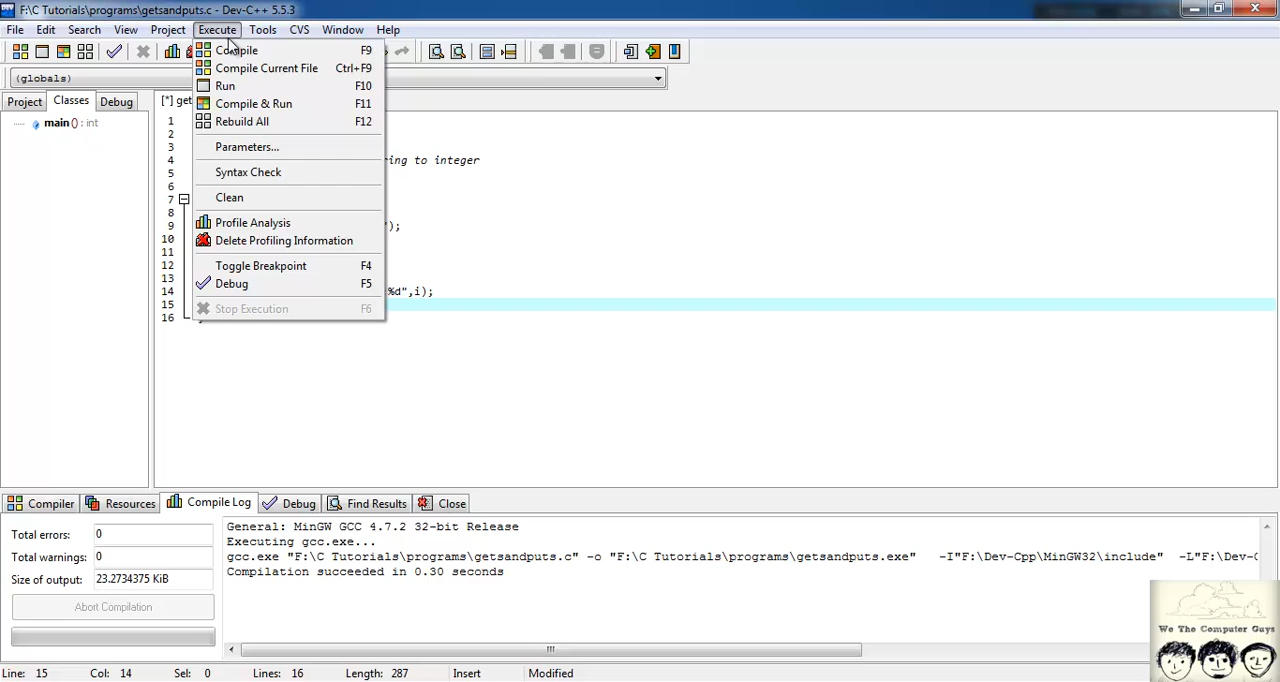 F:\C Tutorials\programs\getsandputs.c - Dev-C++ 5.5.3
File Edit Search View Project Execute Tools CVS Window Help
(globals)
Project Classes Debug
[*] get
main () : int
Compile F9
Compile Current File Ctrl+F9
Run F10
Compile & Run F11
Rebuild All F12
Parameters...
Syntax Check
Clean
Profile Analysis
Delete Profiling Information
Toggle Breakpoint F4
Debug F5
Stop Execution F6
1
2
3
4 ring to integer
5
6
7
8
9 ");
10
11
12
13
14 %d",i);
15
16
Compiler Resources Compile Log Debug Find Results Close
Total errors: 0
Total warnings: 0
Size of output: 23.2734375 KiB
Abort Compilation
General: MinGW GCC 4.7.2 32-bit Release
Executing gcc.exe...
gcc.exe "F:\C Tutorials\programs\getsandputs.c" -o "F:\C Tutorials\programs\getsandputs.exe" -I"F:\Dev-Cpp\MinGW32\include" -L"F:\Dev-C
Compilation succeeded in 0.30 seconds
We The Computer Guys
Line: 15 Col: 14 Sel: 0 Lines: 16 Length: 287 Insert Modified